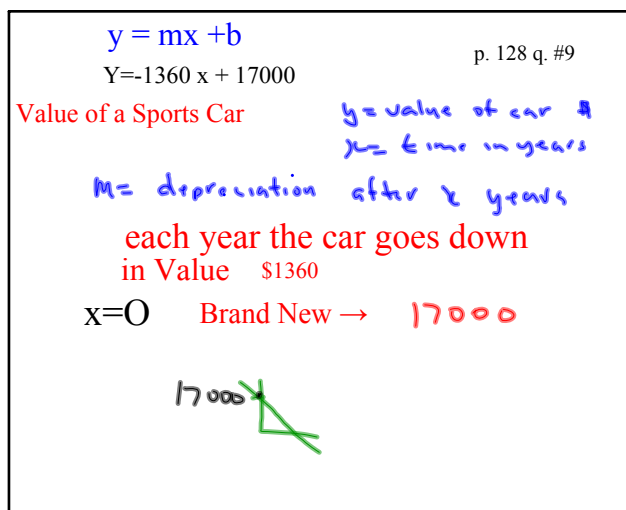 y = mx +b
p. 128 q. #9
Y=-1360 x + 17000
Value of a Sports Car
y = value of car $
x = time in years
m= depreciation after x years
each year the car goes down
in Value $1360
x=O Brand New → 17000
17000